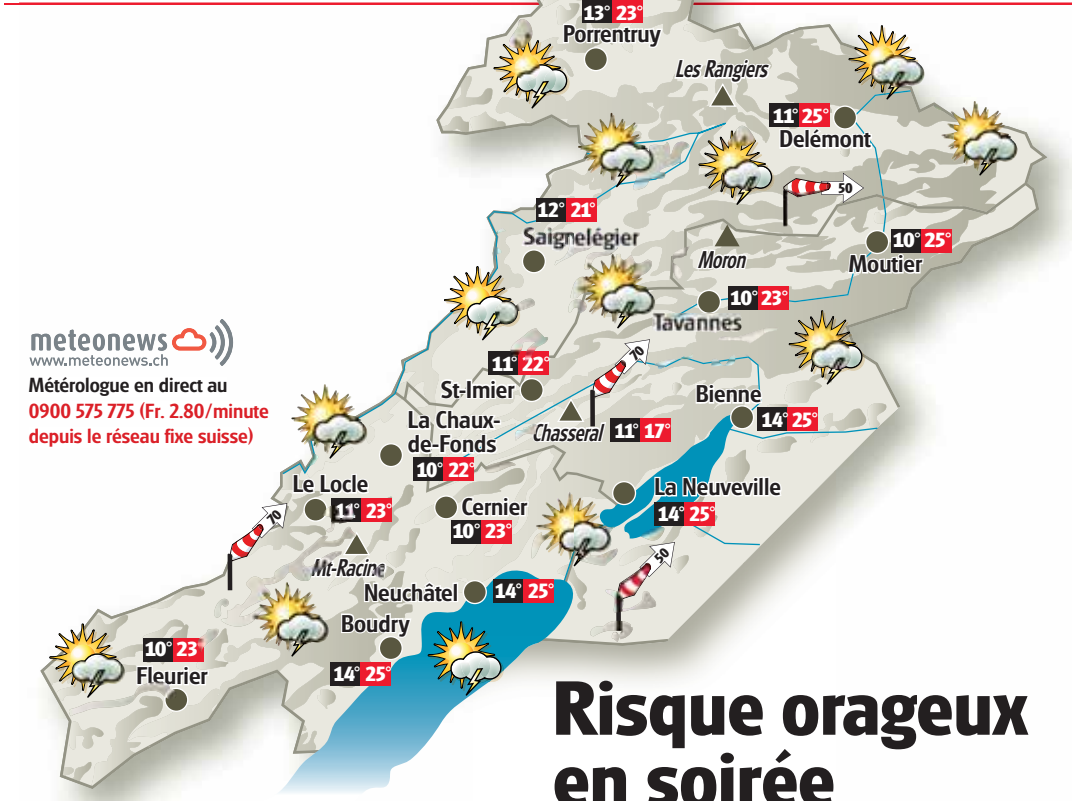 13° 23°
Porrentruy
Les Rangiers
11° 25°
Delémont
50
12° 21°
Saignelégier
Moron
10° 25°
Moutier
10° 23°
Tavannes
meteonews
www.meteonews.ch
Météorologue en direct au
0900 575 775 (Fr. 2.80/minute
depuis le réseau fixe suisse)
70
11° 22°
St-Imier
Bienne
14° 25°
Chasseral 11° 17°
La Chaux-
de-Fonds
10° 22°
Le Locle
11° 23°
La Neuveville
14° 25°
Cernier
10° 23°
70
Mt-Racine
50
Neuchâtel 14° 25°
Boudry
14° 25°
10° 23°
Fleurier
Risque orageux
en soirée